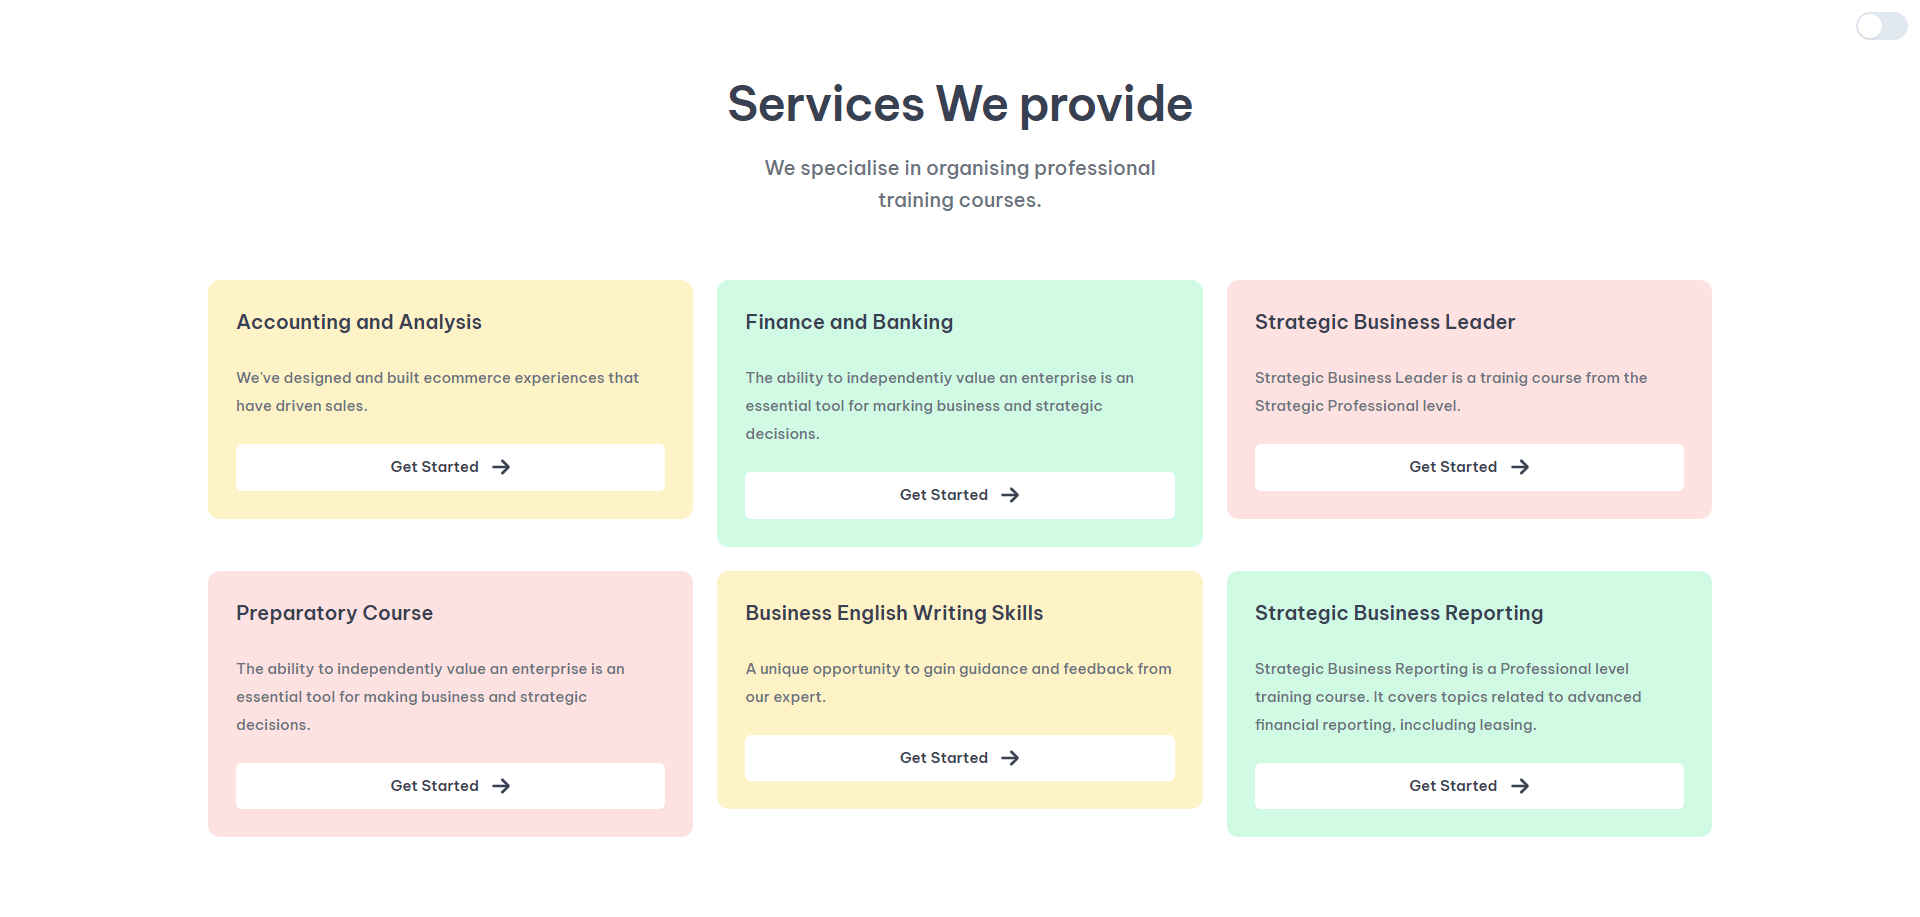 Services We provide
We specialise in organising professional
training courses.
Accounting and Analysis
We've designed and built ecommerce experiences that
have driven sales.
Get Started
Finance and Banking
The ability to independentiy value an enterprise is an
essential tool for marking business and strategic
decisions.
Get Started
Strategic Business Leader
Strategic Business Leader is a trainig course from the
Strategic Professional level.
Get Started
Preparatory Course
The ability to independently value an enterprise is an
essential tool for making business and strategic
decisions.
Get Started
Business English Writing Skills
A unique opportunity to gain guidance and feedback from
our expert.
Get Started
Strategic Business Reporting
Strategic Business Reporting is a Professional level
training course. It covers topics related to advanced
financial reporting, inccluding leasing.
Get Started